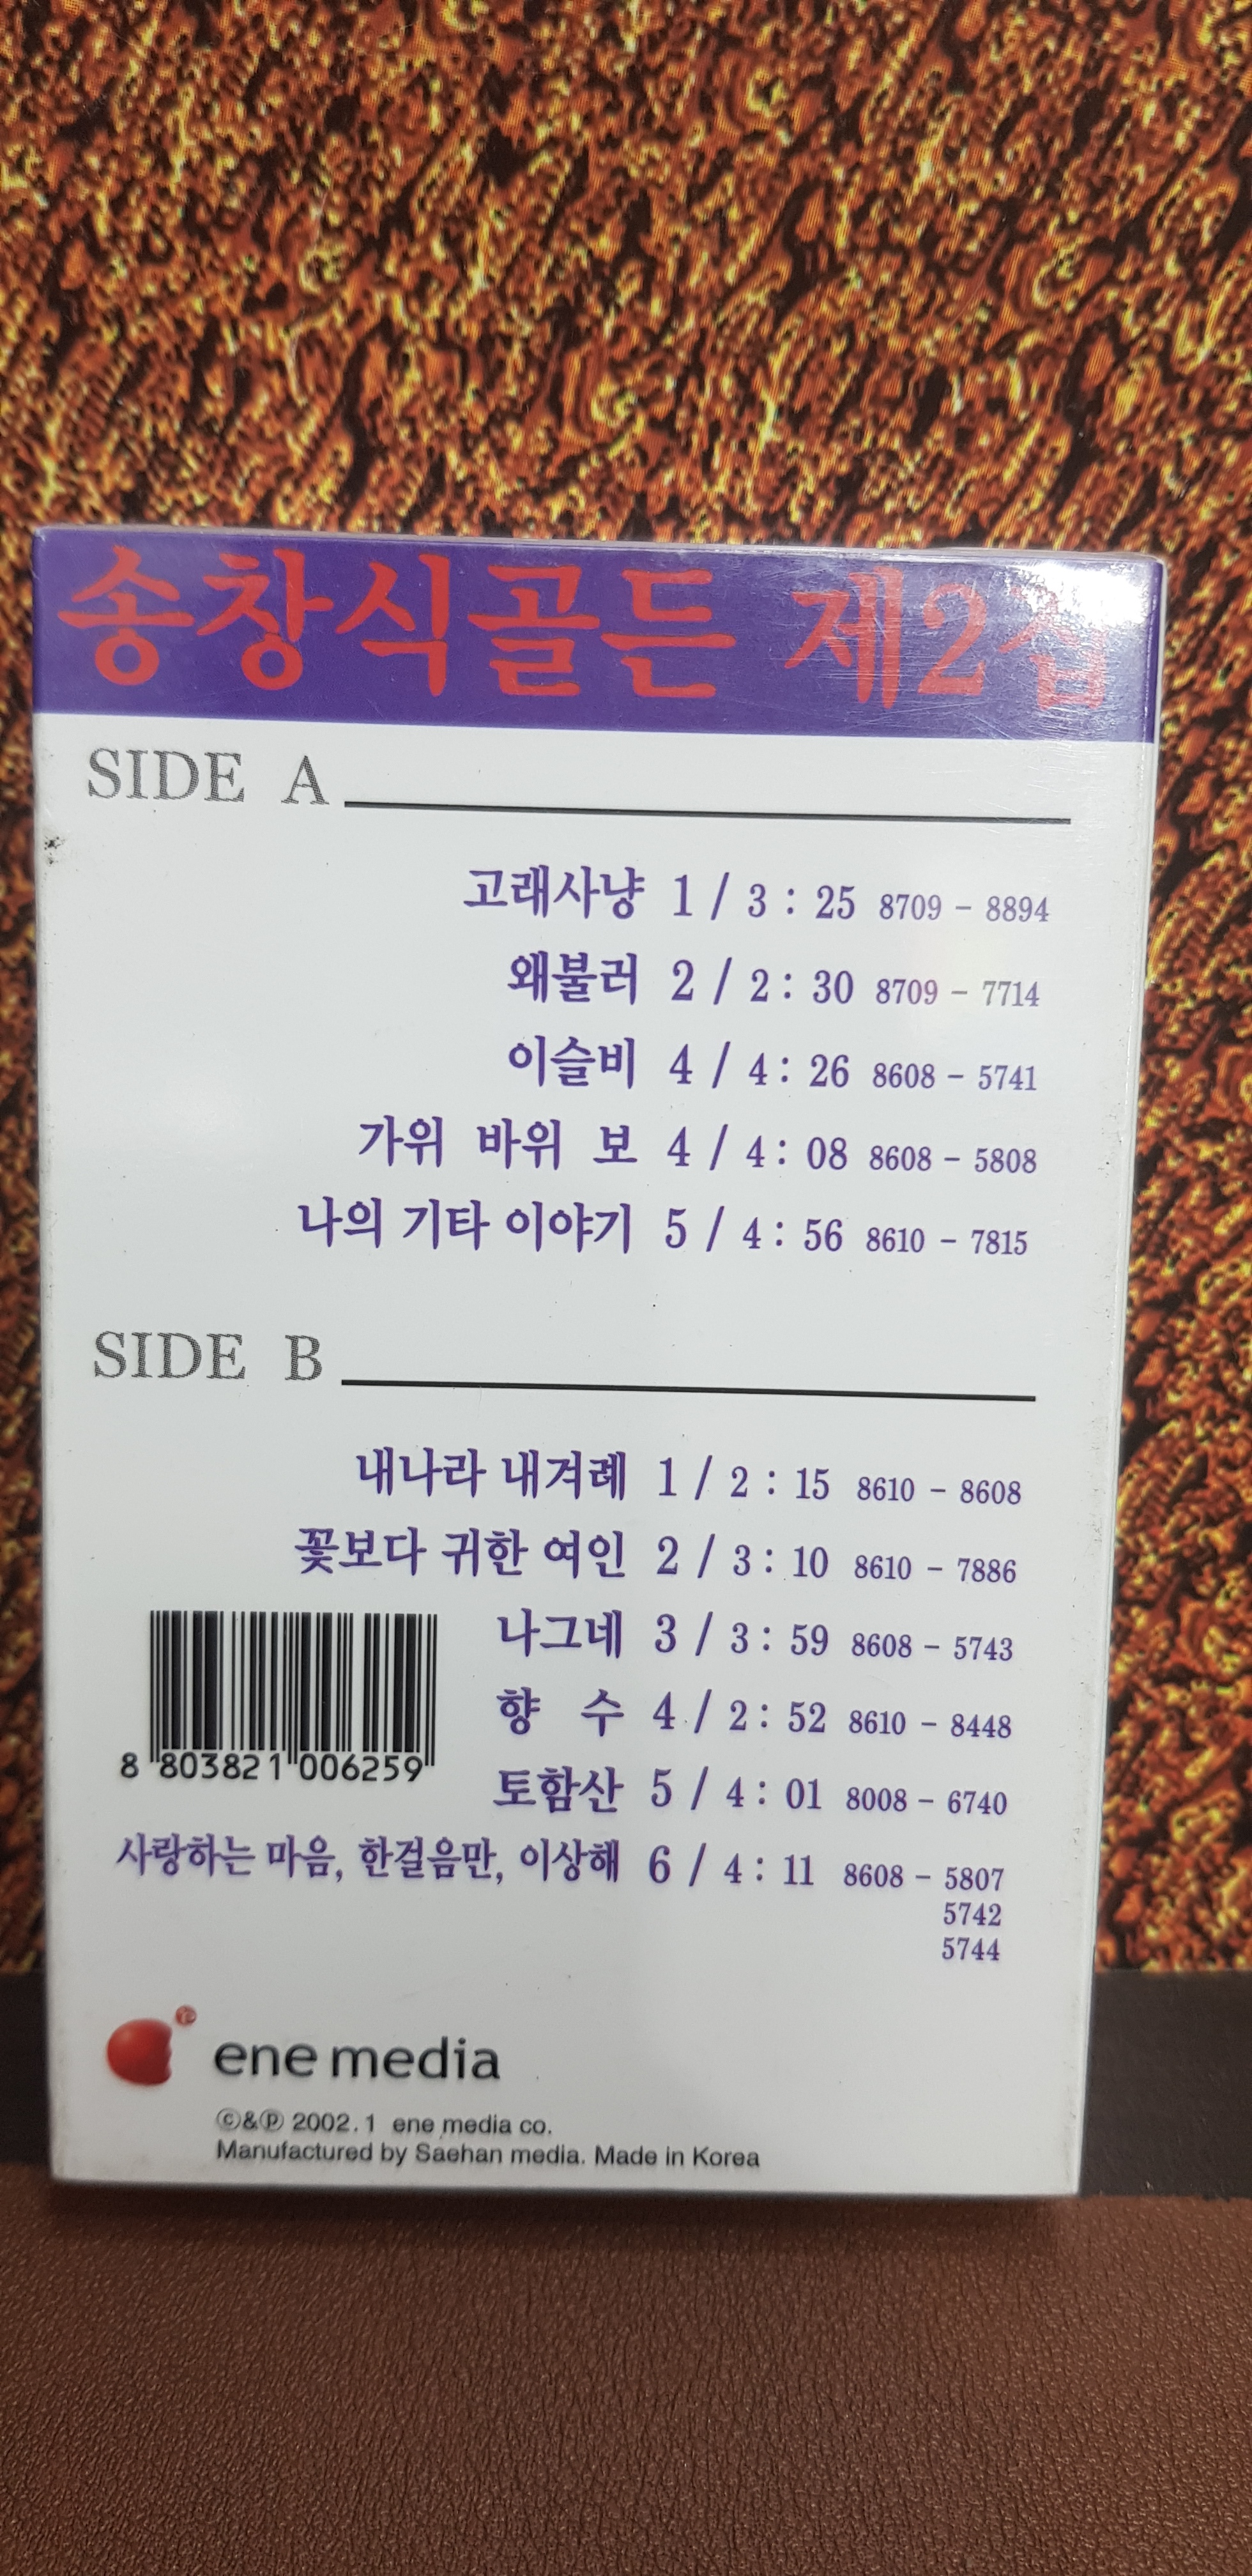 송창식골든 제2집
SIDE A
고래사냥 1 / 3 : 25 8709 - 8894
왜불러 2 / 2 : 30 8709 - 7714
이슬비 4 / 4 : 26 8608 - 5741
가위 바위 보 4 / 4 : 08 8608 - 5808
나의 기타 이야기 5 / 4 : 56 8610 - 7815
SIDE B
내나라 내겨레 1 / 2 : 15 8610 - 8608
꽃보다 귀한 여인 2 / 3 : 10 8610 - 7886
나그네 3 / 3 : 59 8608 - 5743
향 수 4 / 2 : 52 8610 - 8448
8 803821 006259
토함산 5 / 4 : 01 8008 - 6740
사랑하는 마음, 한걸음만, 이상해 6 / 4 : 11 8608 - 5807
5742
5744
ene media
ⓒ&ⓟ 2002.1 ene media co.
Manufactured by Saehan media. Made in Korea